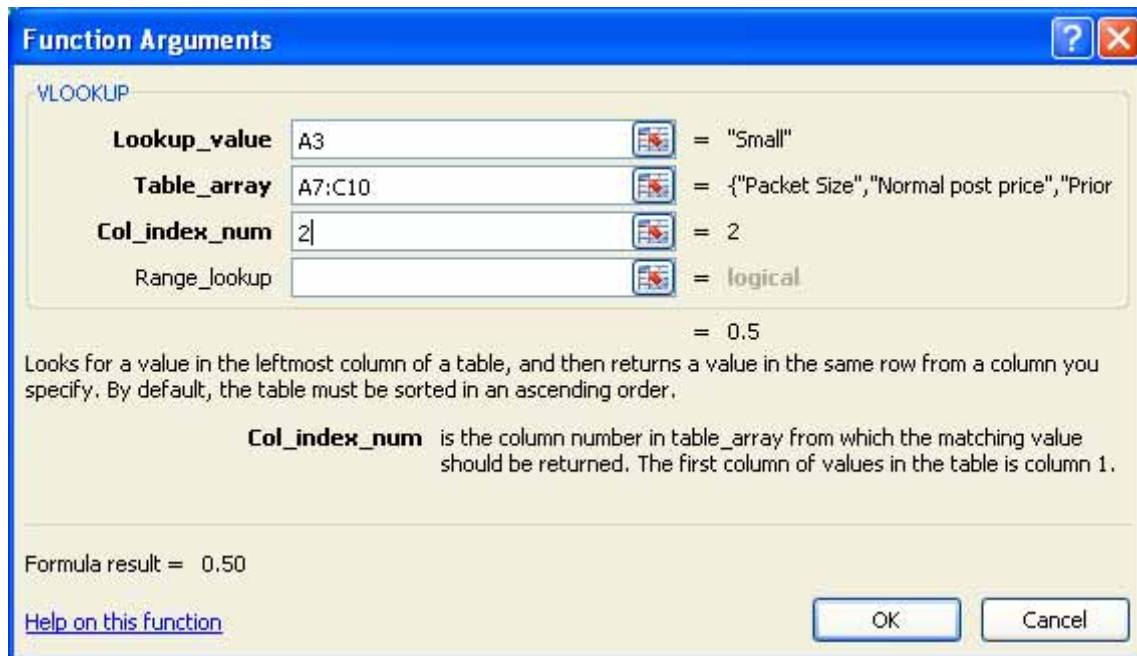 Function Arguments
VLOOKUP
Lookup_value A3 = "Small"
Table_array A7:C10 = {"Packet Size","Normal post price","Prior
Col_index_num 2 = 2
Range_lookup = logical
= 0.5
Looks for a value in the leftmost column of a table, and then returns a value in the same row from a column you
specify. By default, the table must be sorted in an ascending order.
Col_index_num is the column number in table_array from which the matching value
should be returned. The first column of values in the table is column 1.
Formula result = 0.50
Help on this function
OK Cancel